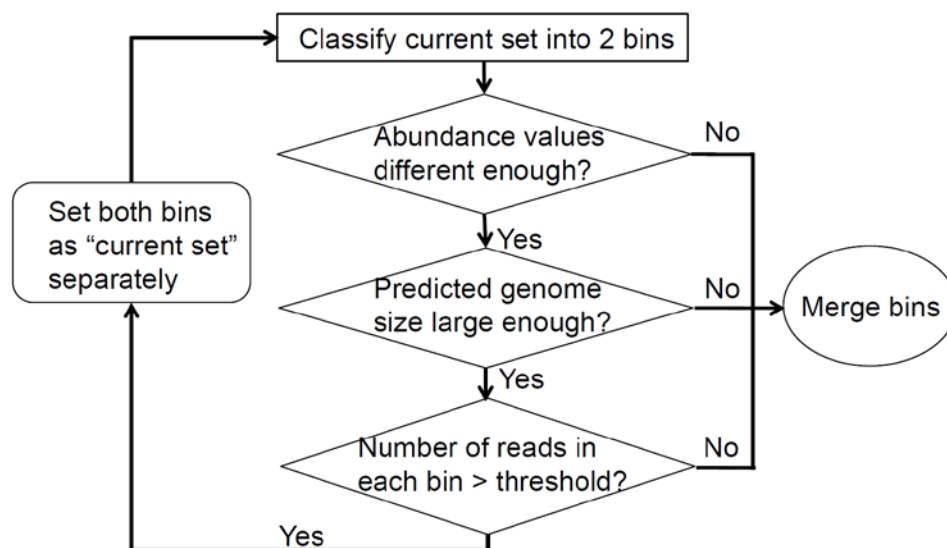 Classify current set into 2 bins
Abundance values
different enough?
No
Yes
Set both bins
as “current set”
separately
Predicted genome
size large enough?
No
Merge bins
Yes
Number of reads in
each bin > threshold?
No
Yes